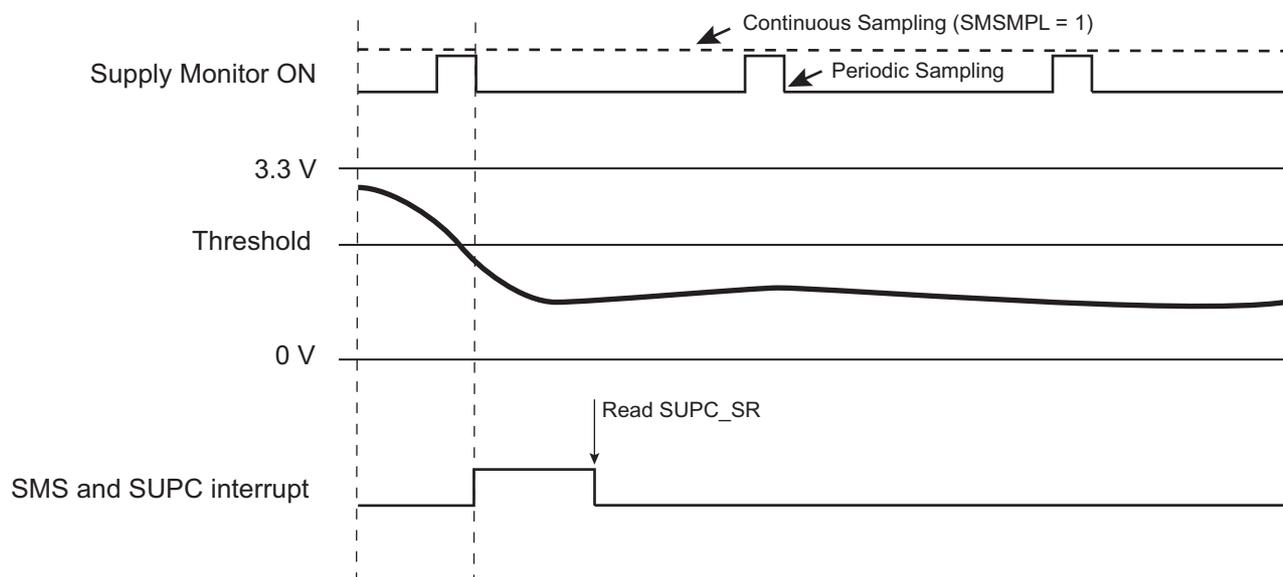 Continuous Sampling (SMSMPL = 1)
Supply Monitor ON
Periodic Sampling
3.3 V
Threshold
0 V
Read SUPC_SR
SMS and SUPC interrupt